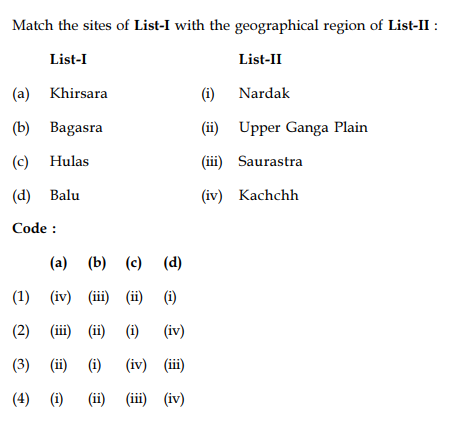 Match the sites of List-I with the geographical region of List-II :
List-I List-II
(a) Khirsara (i) Nardak
(b) Bagasra (ii) Upper Ganga Plain
(c) Hulas (iii) Saurastra
(d) Balu (iv) Kachchh
Code :
(a) (b) (c) (d)
(1) (iv) (iii) (ii) (i)
(2) (iii) (ii) (i) (iv)
(3) (ii) (i) (iv) (iii)
(4) (i) (ii) (iii) (iv)